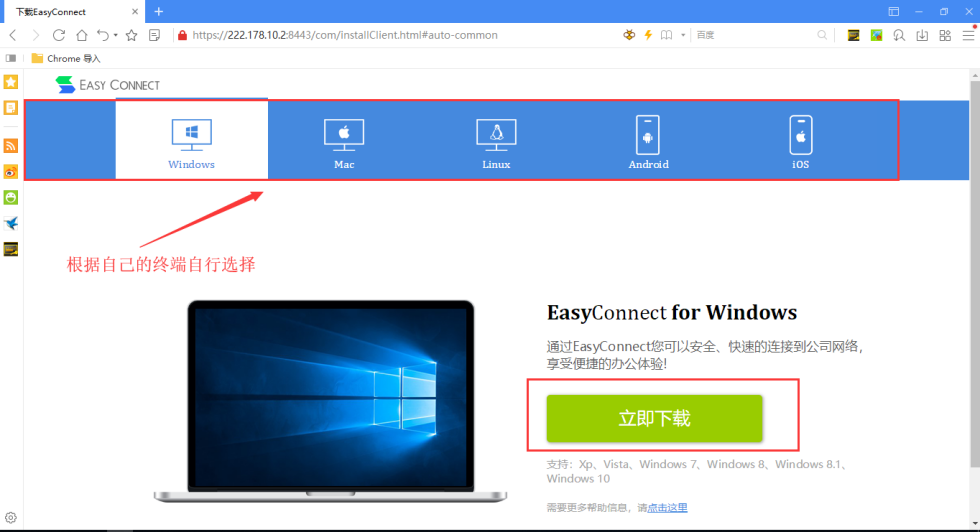 下载EasyConnect
https://222.178.10.2:8443/com/installClient.html#auto-common
百度
Chrome 导入
EASY CONNECT
Windows
Mac
Linux
Android
iOS
根据自己的终端自行选择
EasyConnect for Windows
通过EasyConnect您可以安全、快速的连接到公司网络，
享受便捷的办公体验!
立即下载
支持：Xp、Vista、Windows 7、Windows 8、Windows 8.1、
Windows 10
需要更多帮助信息，请点击这里